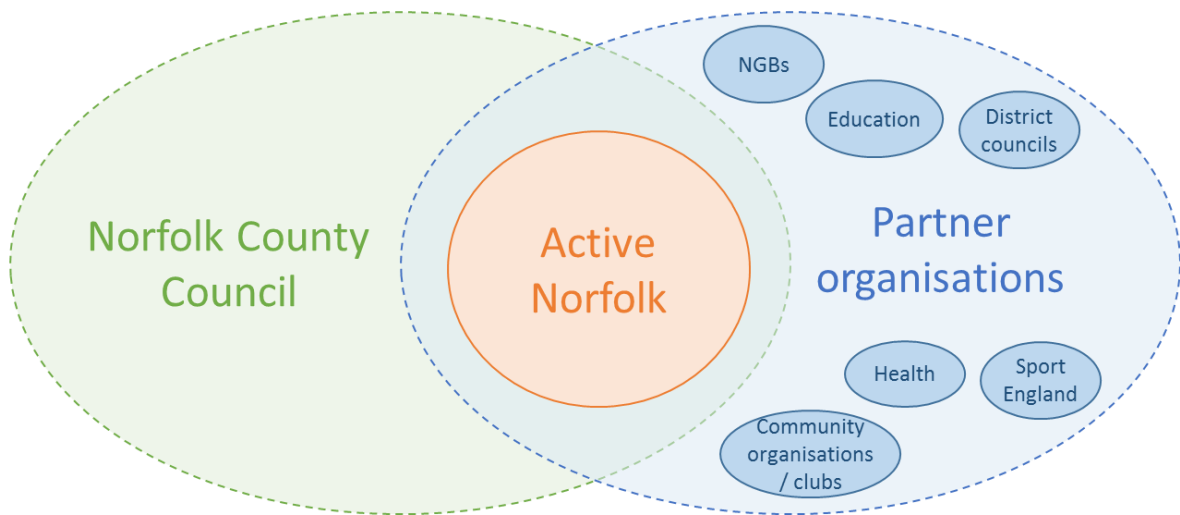 Norfolk County
Council
Active
Norfolk
Partner
organisations
NGBs
Education
District
councils
Health
Sport
England
Community
organisations
/ clubs